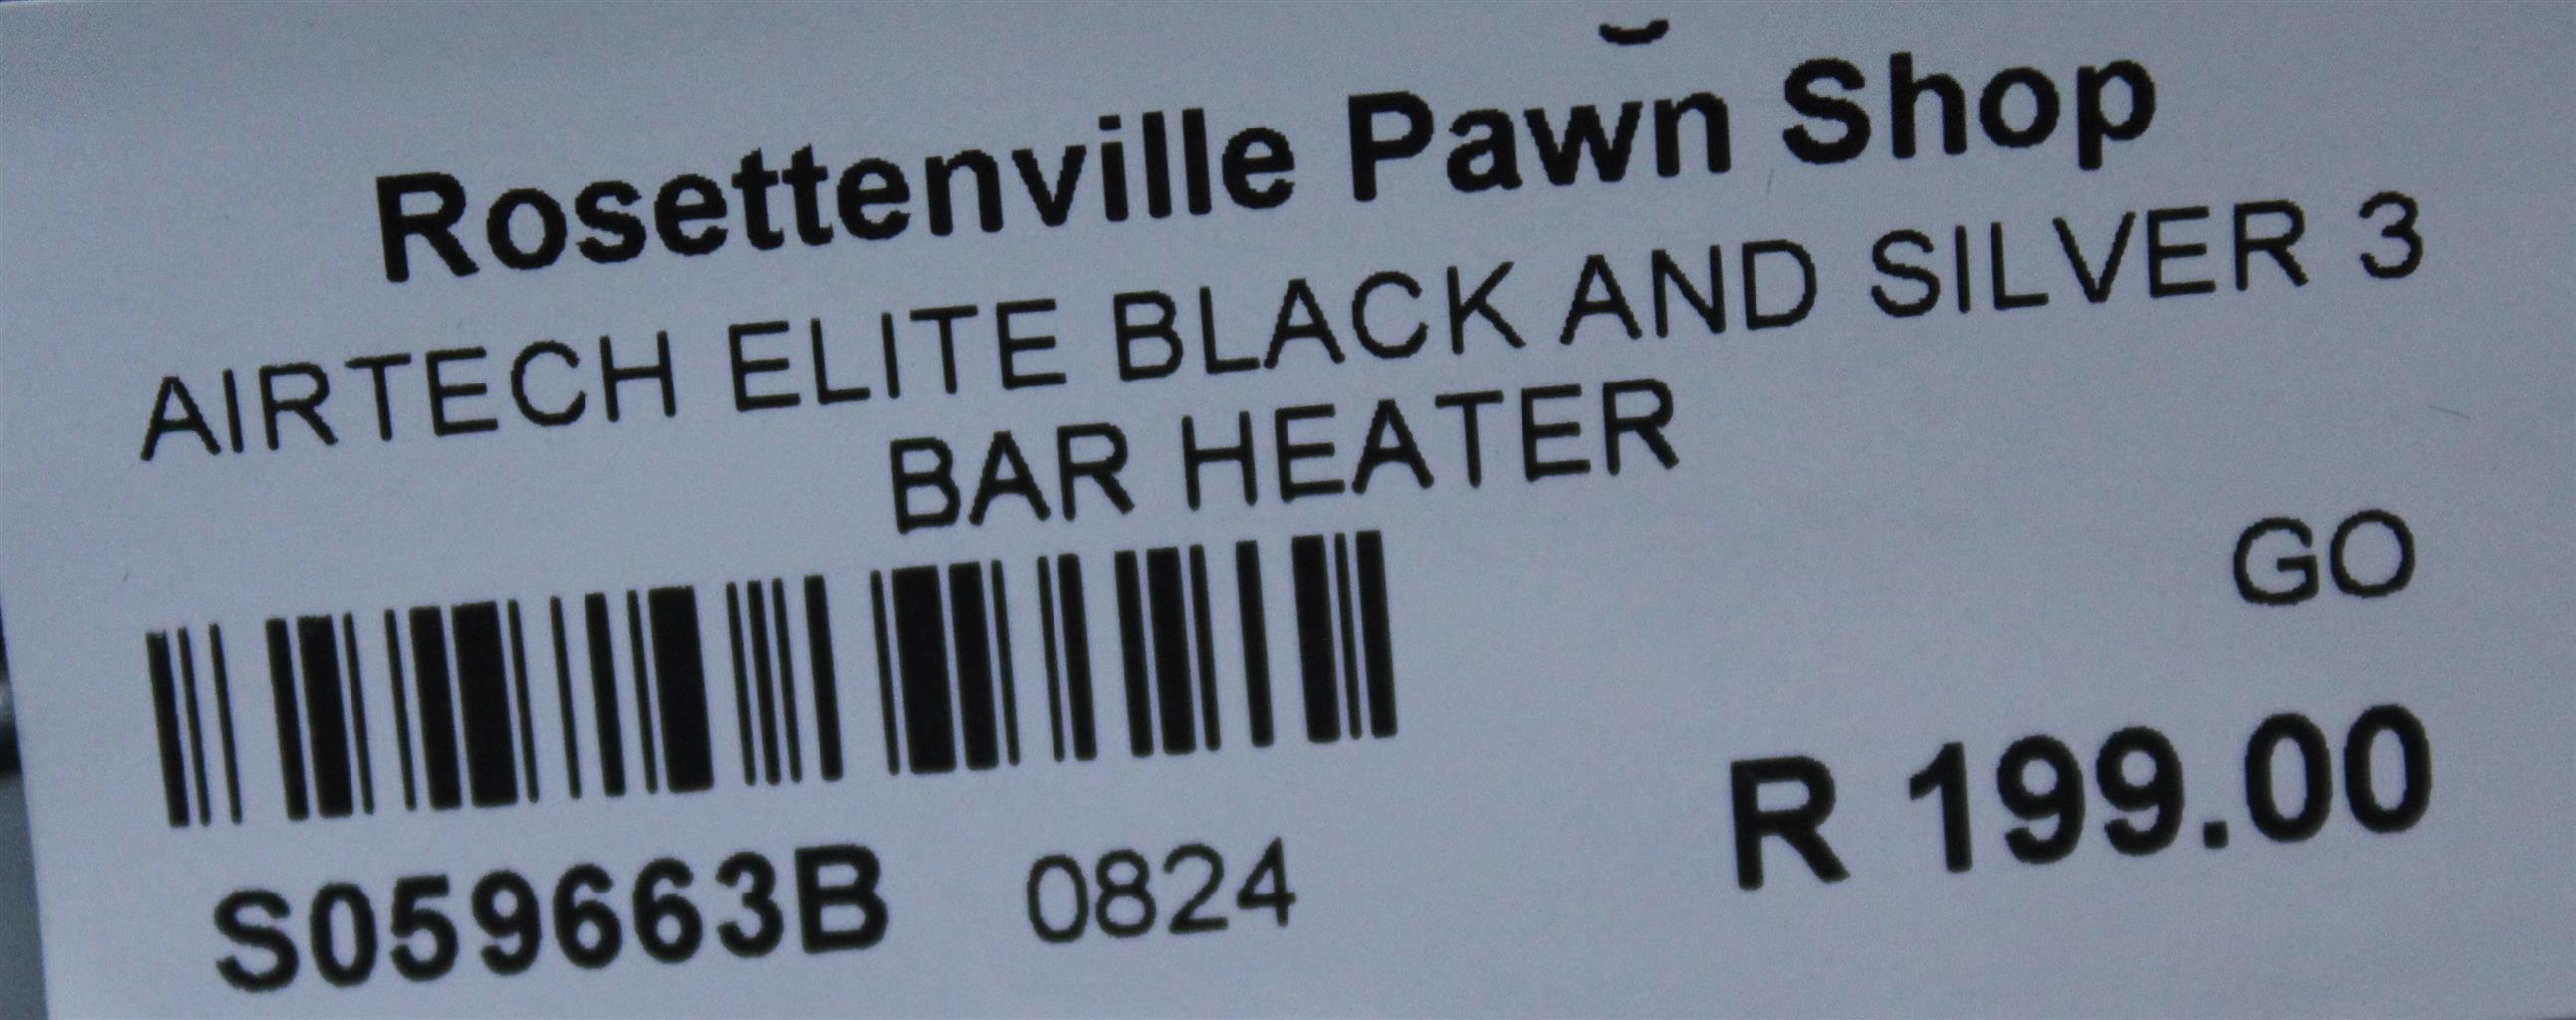 Rosettenville Pawn Shop
AIRTECH ELITE BLACK AND SILVER 3
BAR HEATER
GO
R 199.00
S059663B 0824